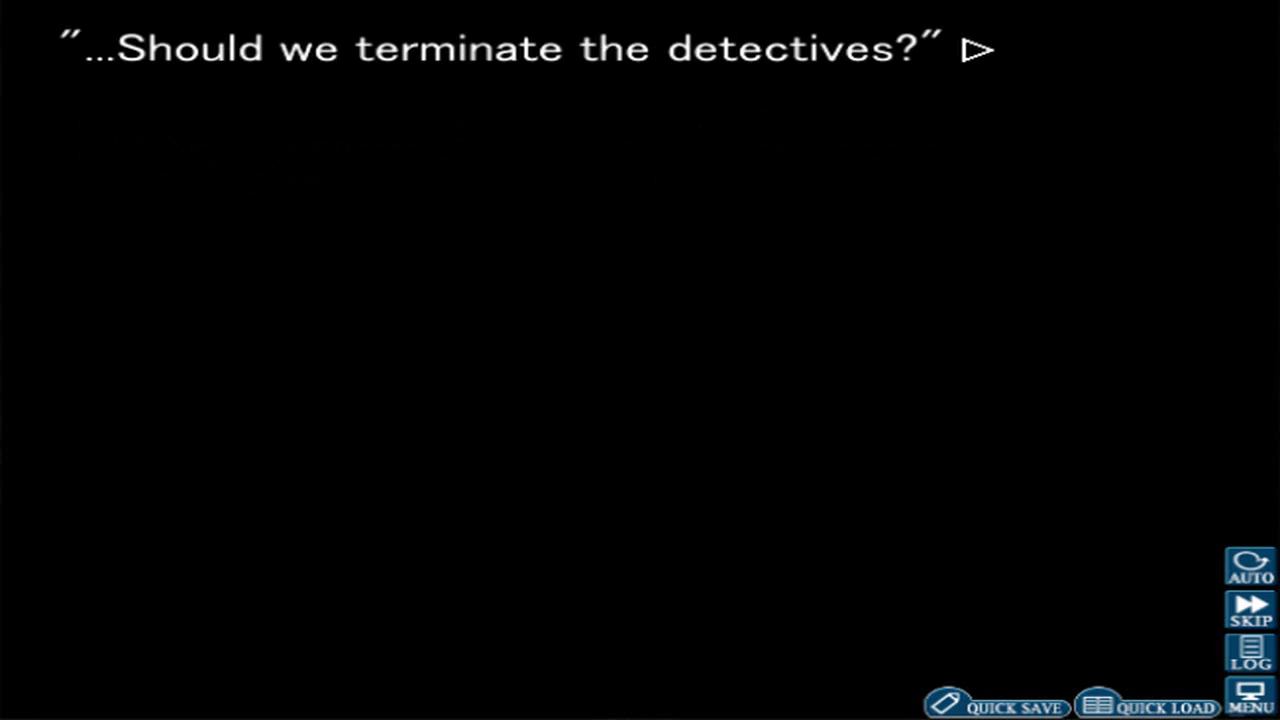 "...Should we terminate the detectives?"
AUTO
SKIP
LOG
QUICK SAVE QUICK LOAD MENU